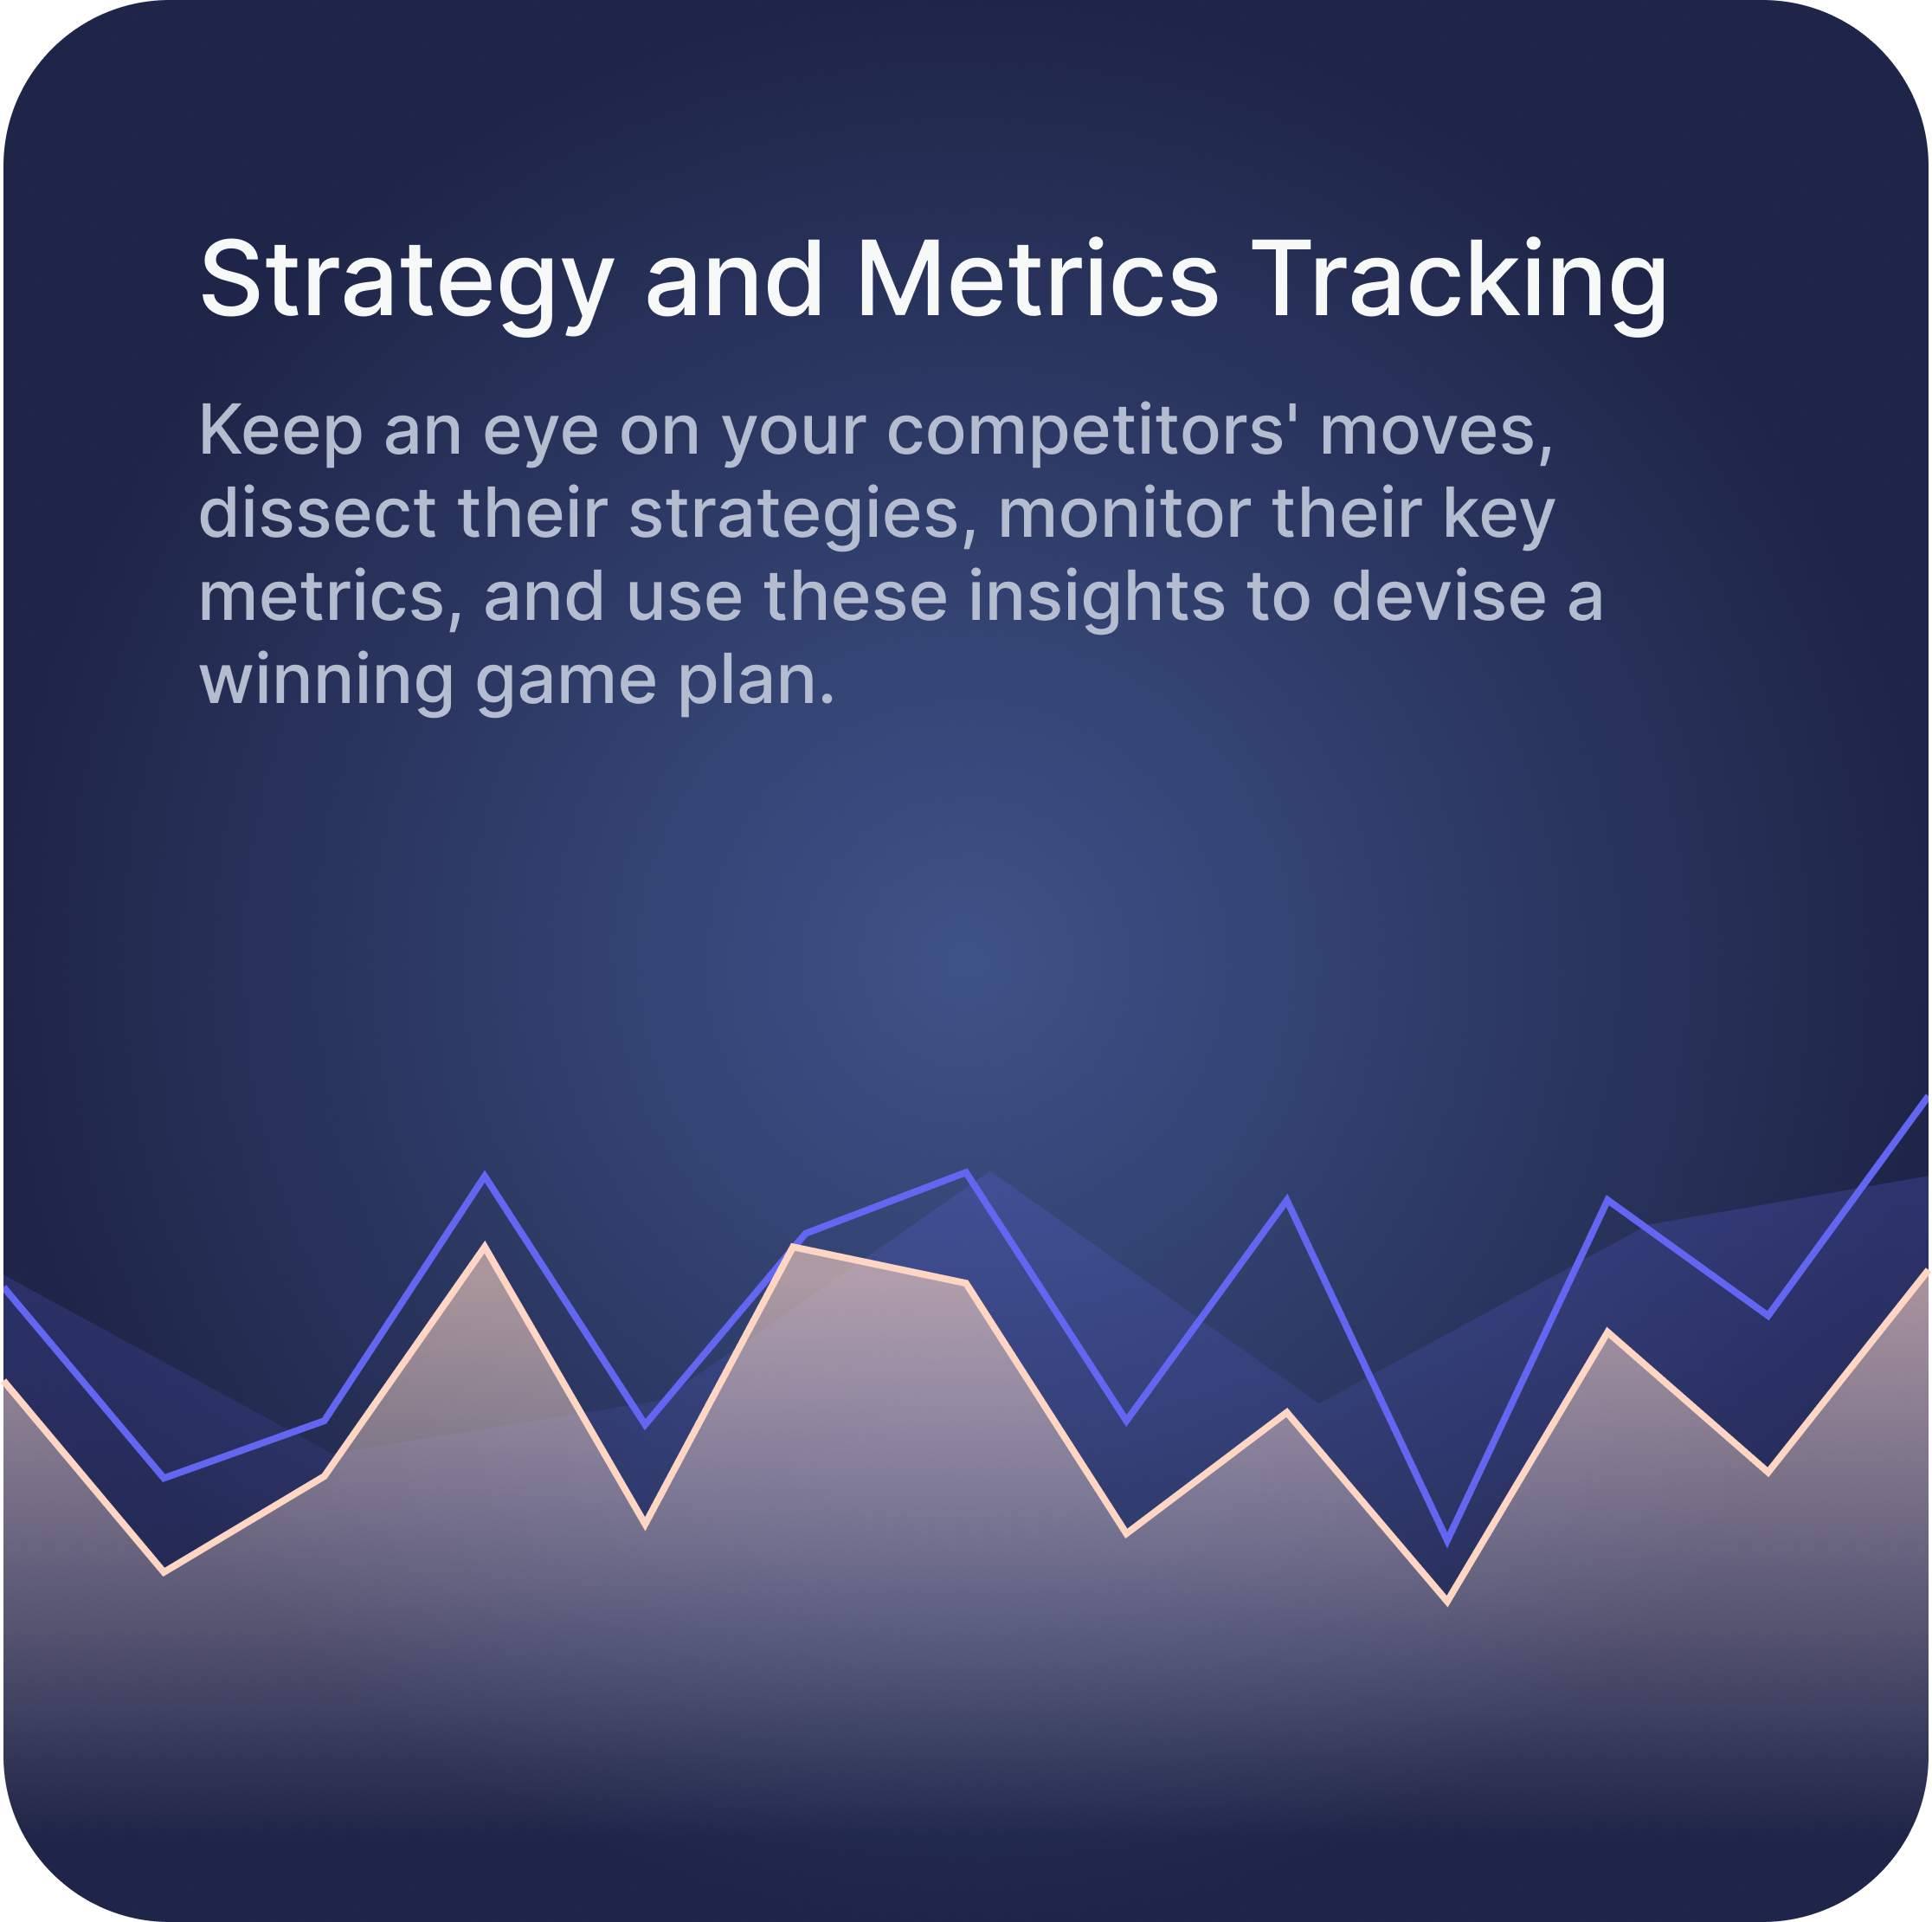 Strategy and Metrics Tracking
Keep an eye on your competitors' moves,
dissect their strategies, monitor their key
metrics, and use these insights to devise a
winning game plan.